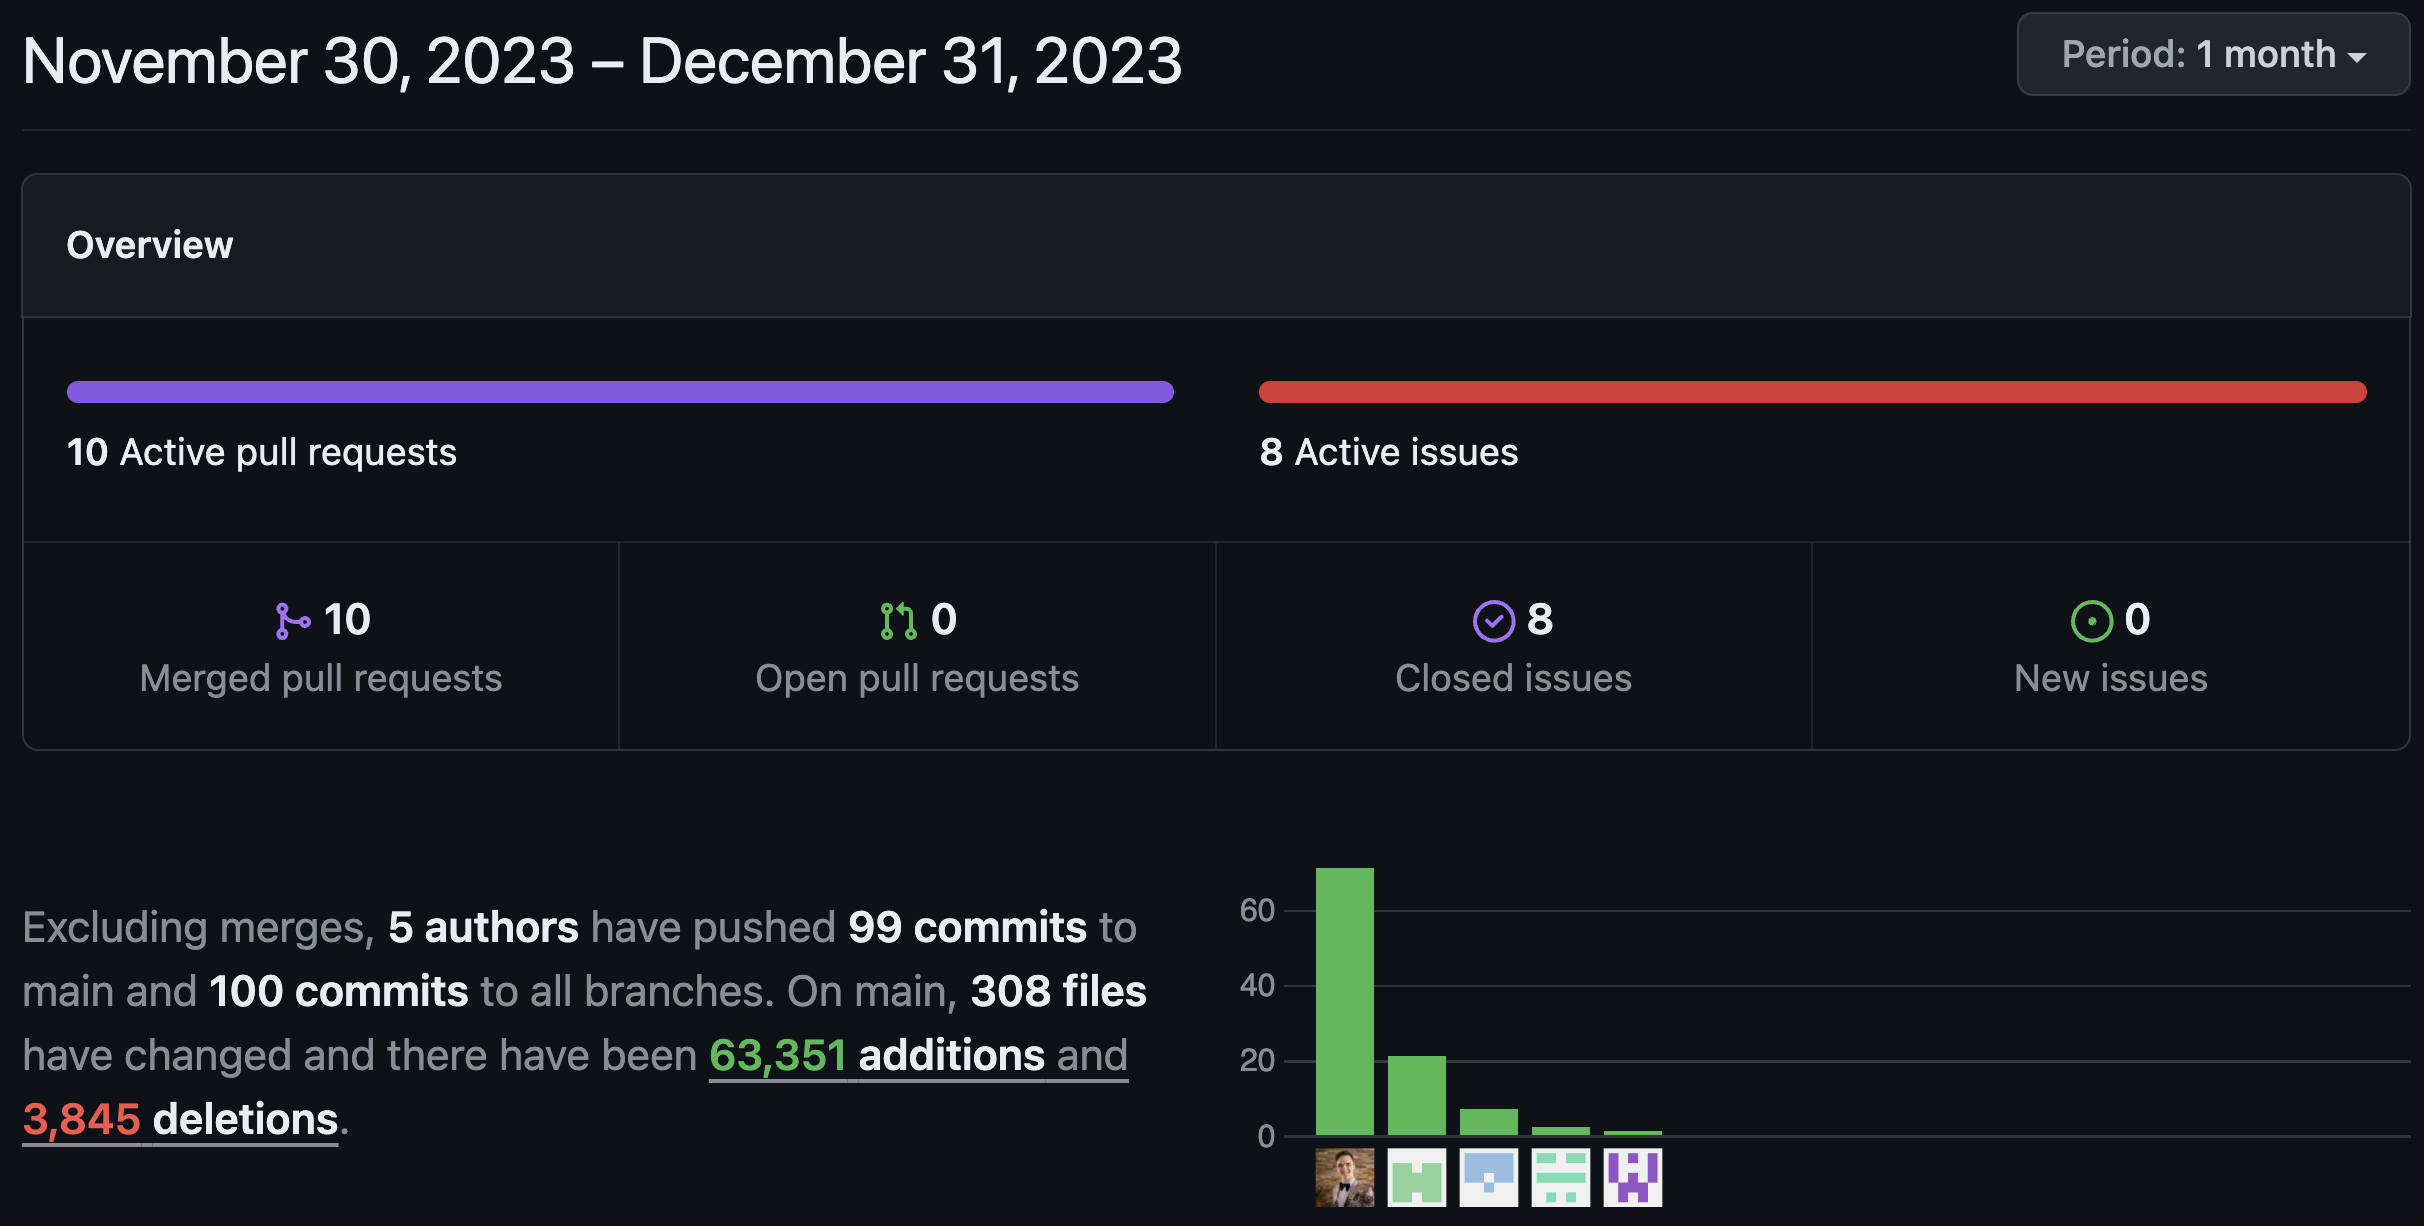 November 30, 2023 – December 31, 2023
Period: 1 month
Overview
10 Active pull requests
8 Active issues
10
Merged pull requests
0
Open pull requests
8
Closed issues
0
New issues
Excluding merges, 5 authors have pushed 99 commits to
main and 100 commits to all branches. On main, 308 files
have changed and there have been 63,351 additions and
3,845 deletions.
60
40
20
0